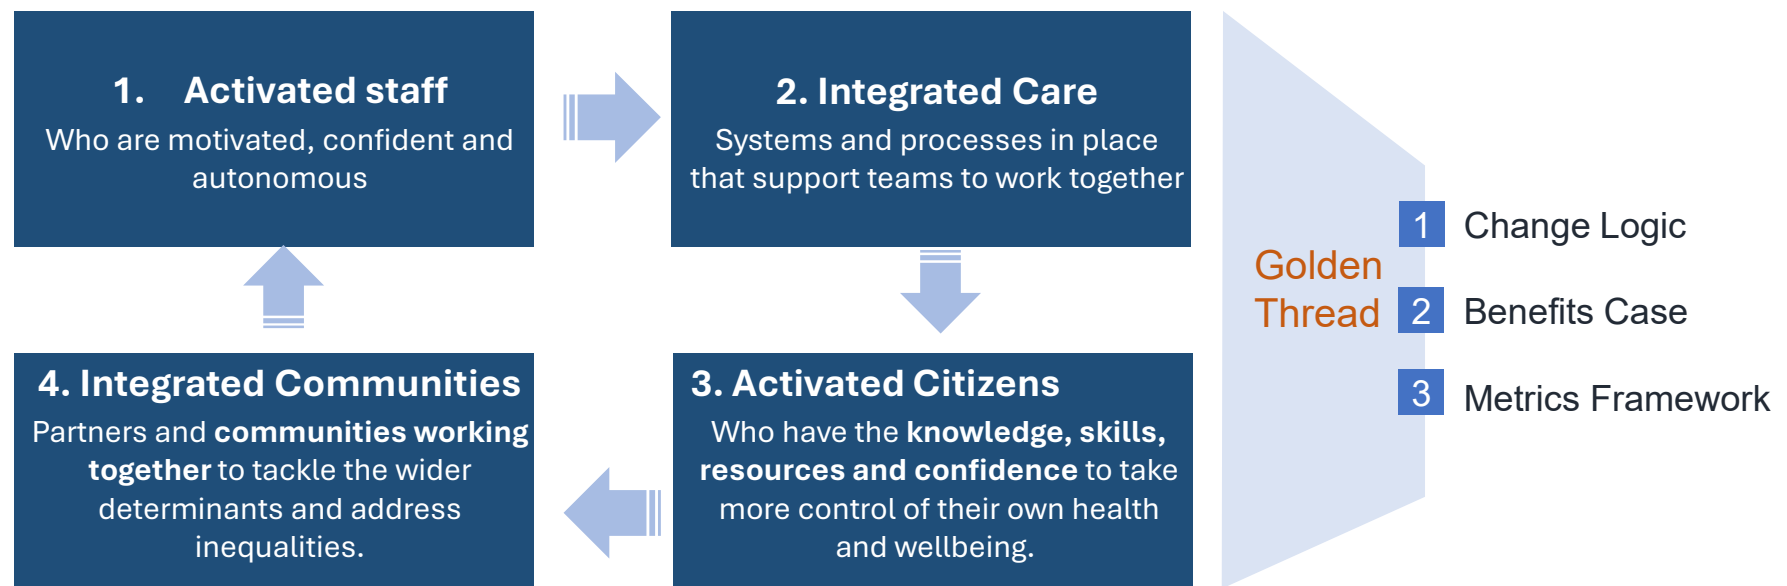 1. Activated staff
Who are motivated, confident and
autonomous
2. Integrated Care
Systems and processes in place
that support teams to work together
3. Activated Citizens
Who have the knowledge, skills,
resources and confidence to take
more control of their own health
and wellbeing.
4. Integrated Communities
Partners and communities working
together to tackle the wider
determinants and address
inequalities.
Golden
Thread
1 Change Logic
2 Benefits Case
3 Metrics Framework